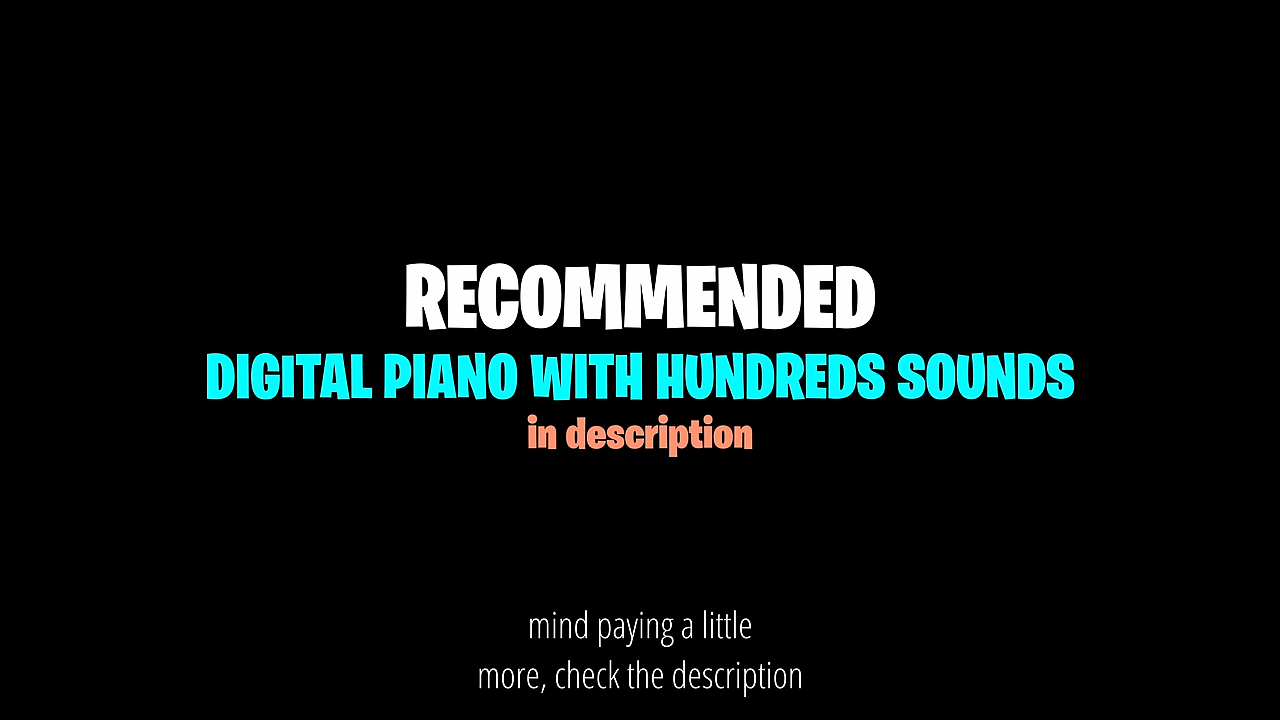 RECOMMENDED
DIGITAL PIANO WITH HUNDREDS SOUNDS
in description
mind paying a little
more, check the description